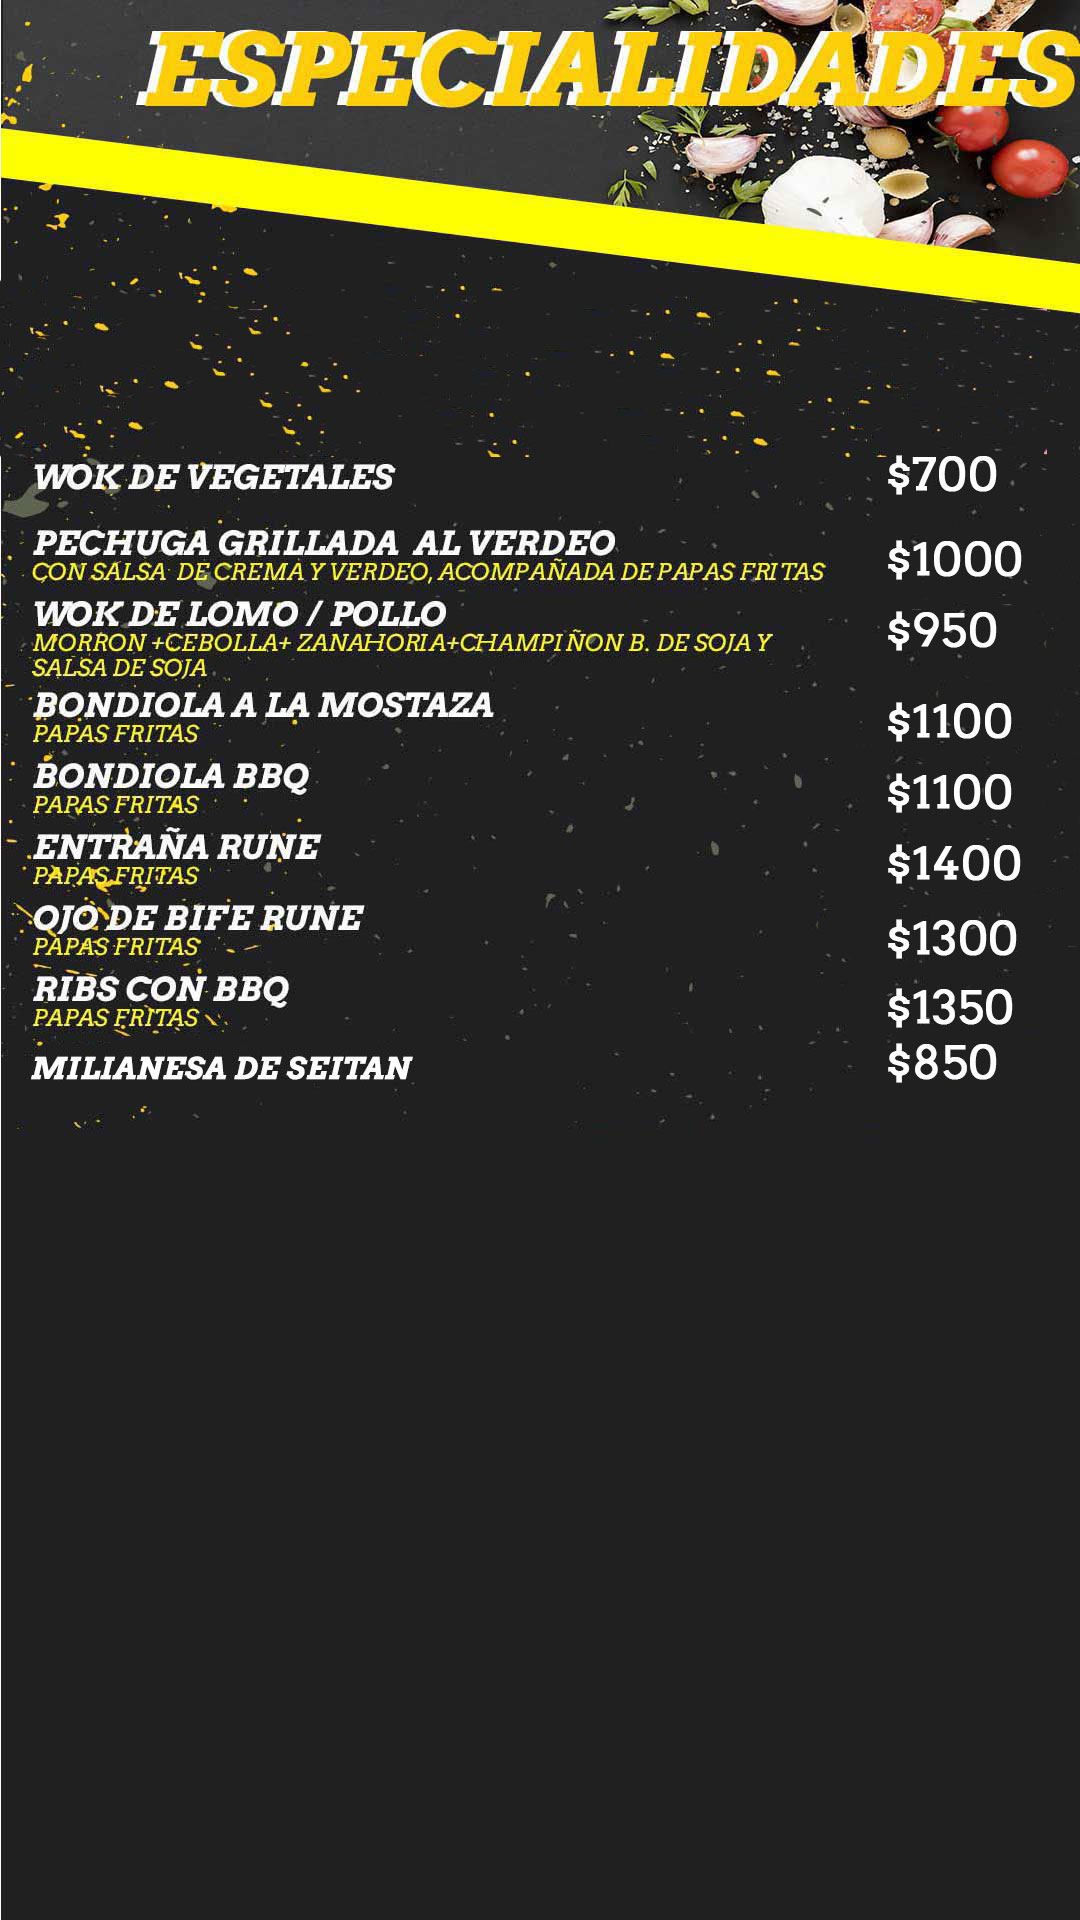 ESPECIALIDADES
WOK DE VEGETALES $700
PECHUGA GRILLADA AL VERDEO $1000
CON SALSA DE CREMA Y VERDEO, ACOMPAÑADA DE PAPAS FRITAS
WOK DE LOMO / POLLO $950
MORRON +CEBOLLA+ ZANAHORIA+CHAMPIÑON B. DE SOJA Y
SALSA DE SOJA
BONDIOLA A LA MOSTAZA $1100
PAPAS FRITAS
BONDIOLA BBQ $1100
PAPAS FRITAS
ENTRAÑA RUNE $1400
PAPAS FRITAS
OJO DE BIFE RUNE $1300
PAPAS FRITAS
RIBS CON BBQ $1350
PAPAS FRITAS
MILIANESA DE SEITAN $850